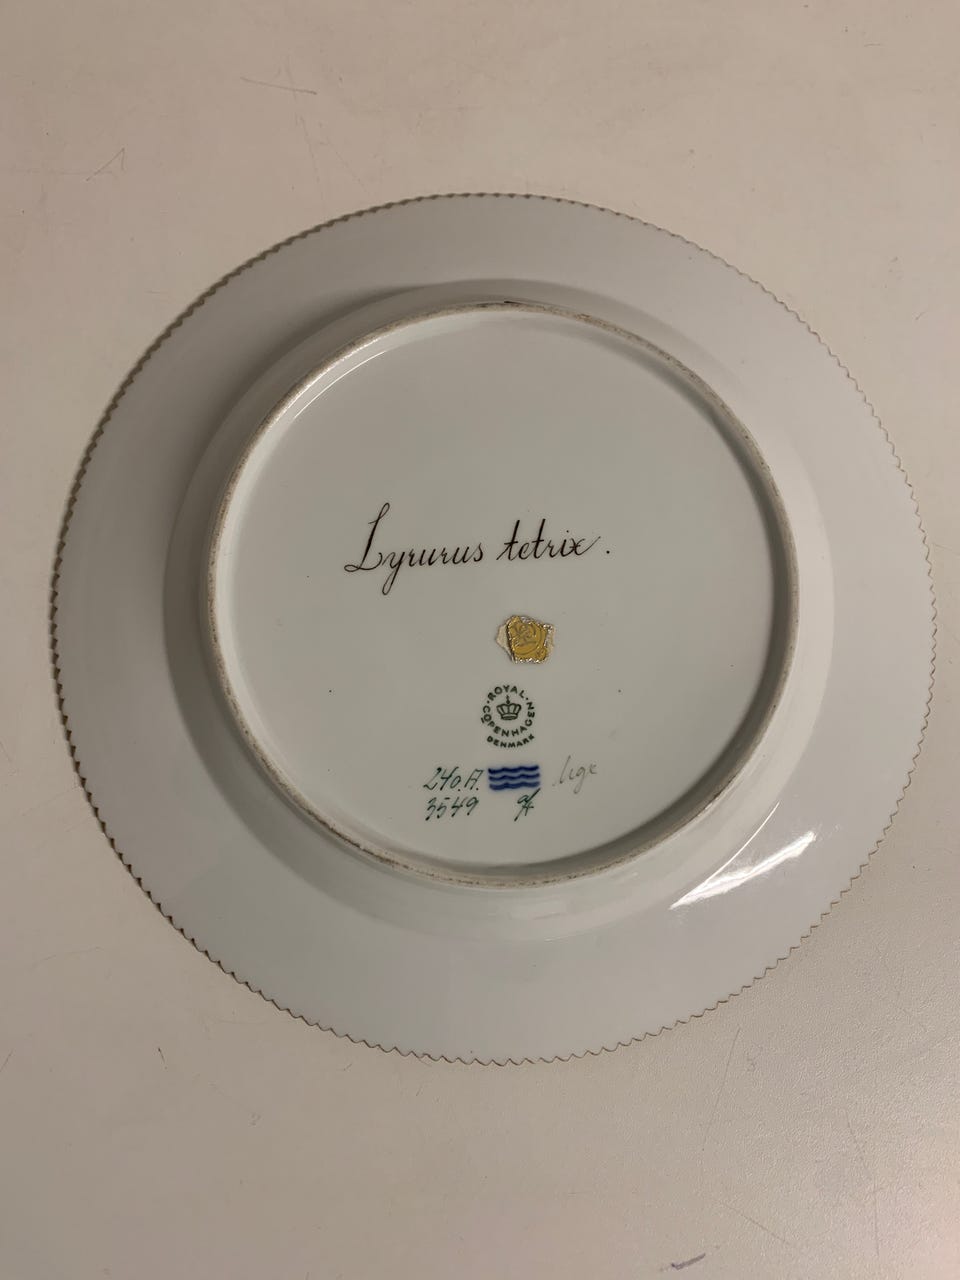 Lyrurus tetrix.
ROYAL COPENHAGEN
DENMARK
240.A.
3549